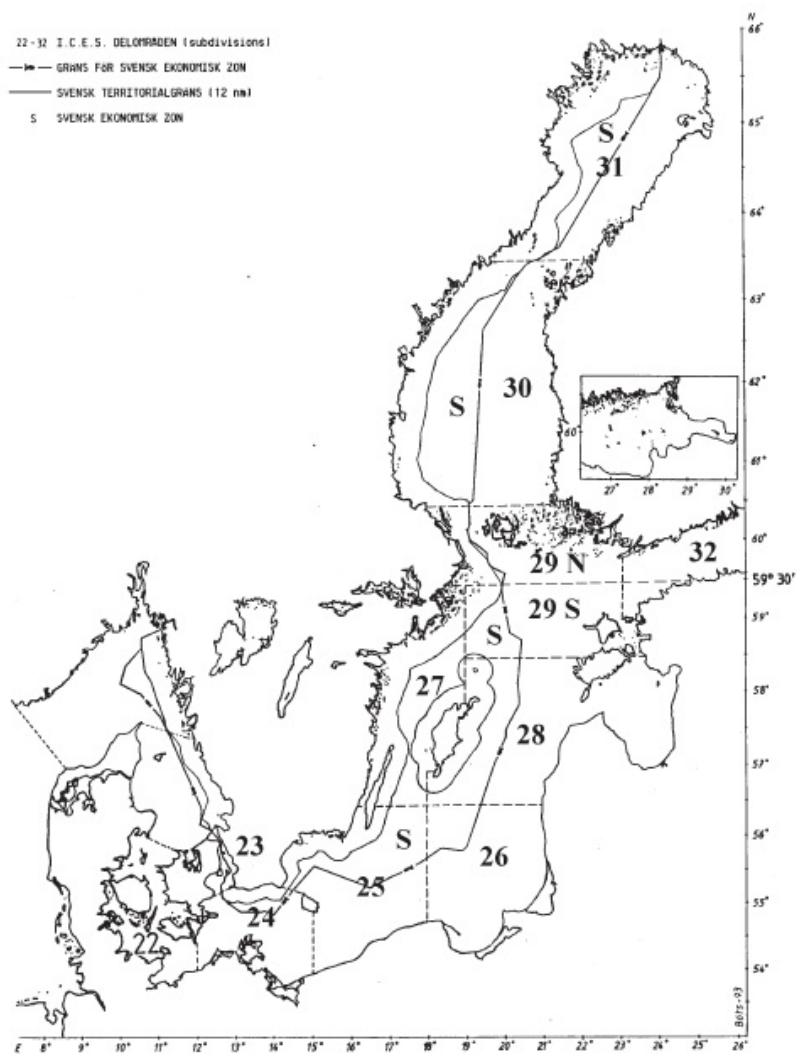 22-32 I.C.E.S. DELOMRÅDEN (subdivisions)
GRÄNS FÖR SVENSK EKONOMISK ZON
SVENSK TERRITORIALGRÄNS (12 nm)
S SVENSK EKONOMISK ZON
N
66°
65°
64°
63°
62°
61°
60°
59° 30'
59°
58°
57°
56°
55°
54°
S
31
30
S
60°
27° 28° 29° 30°
32
29 N
29 S
S
27
28
S
23
26
25
24
22
E 8° 9° 10° 11° 12° 13° 14° 15° 16° 17° 18° 19° 20° 21° 22° 23° 24° 25° 26° E
Bots-93